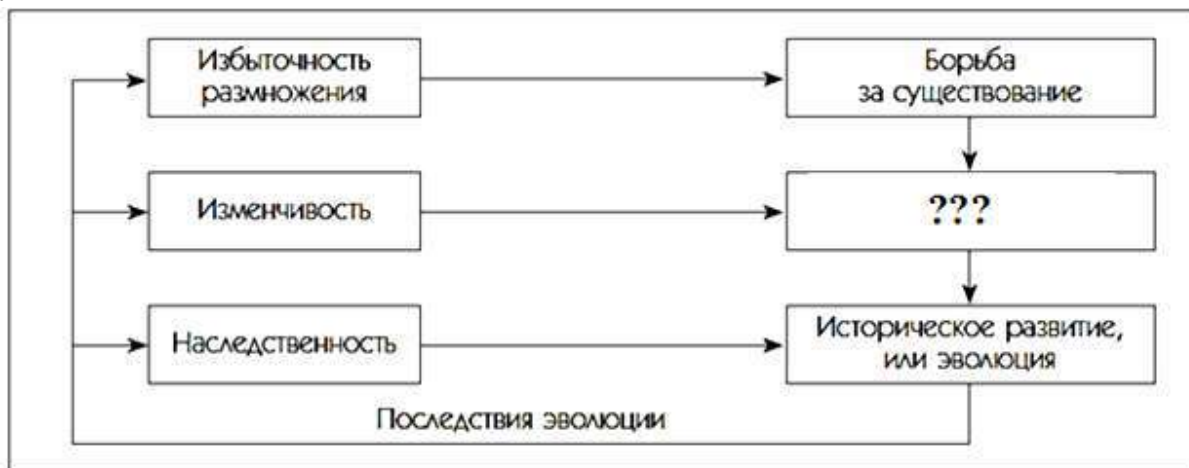 Избыточность
размножения
Борьба
за существование
Изменчивость
???
Наследственность
Историческое развитие,
или эволюция
Последствия эволюции